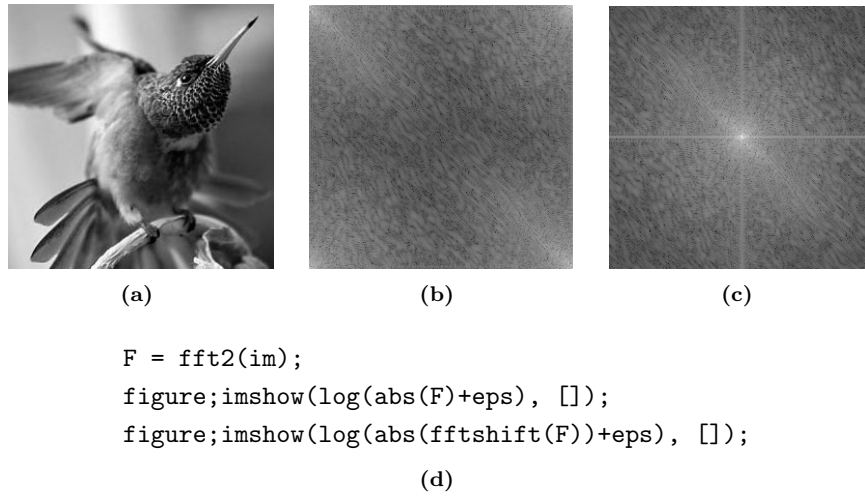 (a) (b) (c)
F = fft2(im);
figure;imshow(log(abs(F)+eps), []);
figure;imshow(log(abs(fftshift(F))+eps), []);
(d)